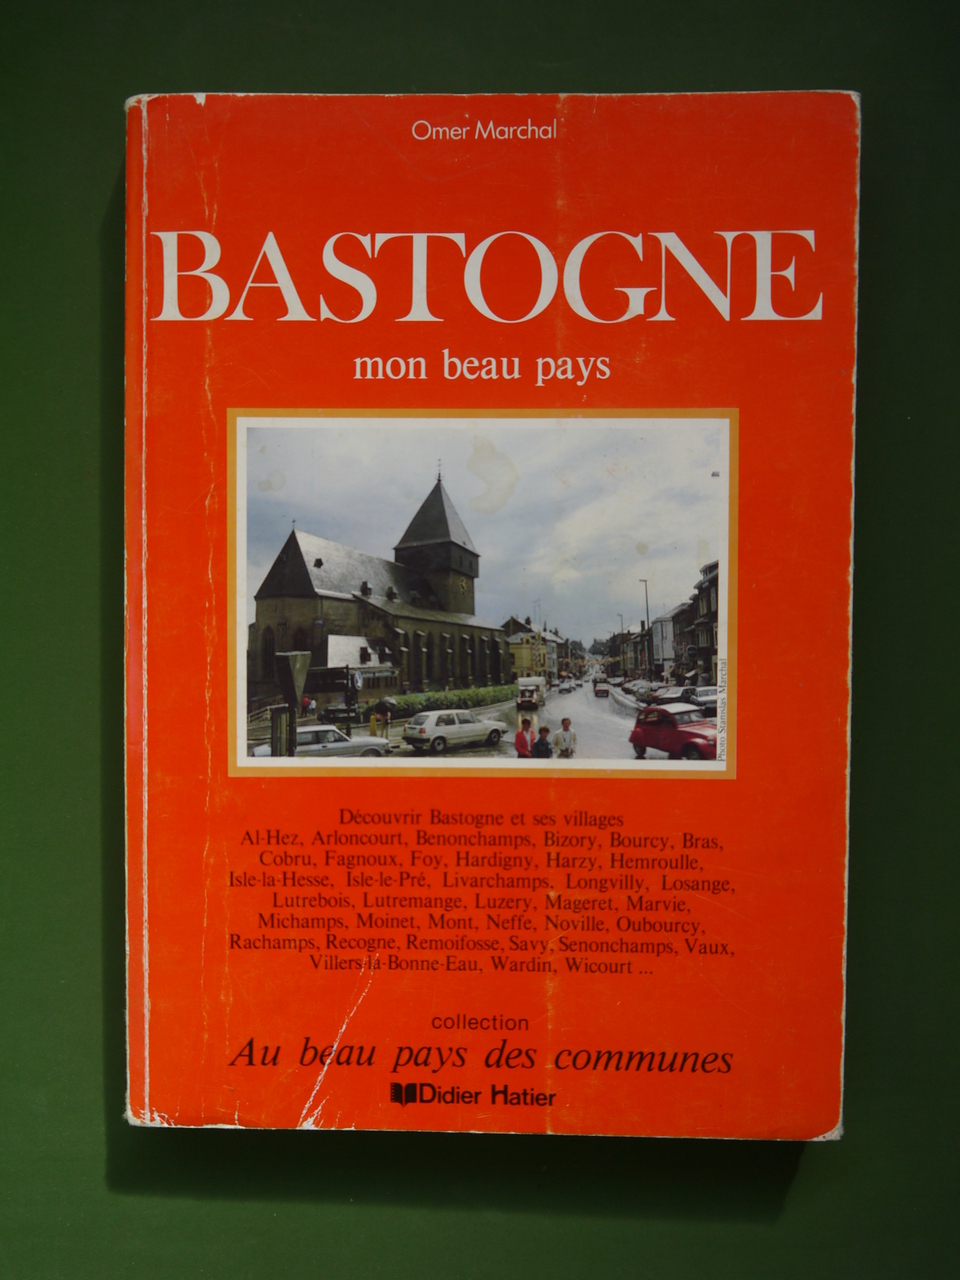 Omer Marchal
BASTOGNE
mon beau pays
Photo Stanislas Marchal
Découvrir Bastogne et ses villages
Al-Hez, Arloncourt, Benonchamps, Bizory, Bourcy, Bras,
Cobru, Fagnoux, Foy, Hardigny, Harzy, Hemroulle,
Isle-la-Hesse, Isle-le-Pré, Livarchamps, Longvilly, Losange,
Lutrebois, Lutremange, Luzery, Mageret, Marvie,
Michamps, Moinet, Mont, Neffe, Noville, Oubourcy,
Rachamps, Recogne, Remoifosse, Savy, Senonchamps, Vaux,
Villers-la-Bonne-Eau, Wardin, Wicourt ...
collection
Au beau pays des communes
Didier Hatier